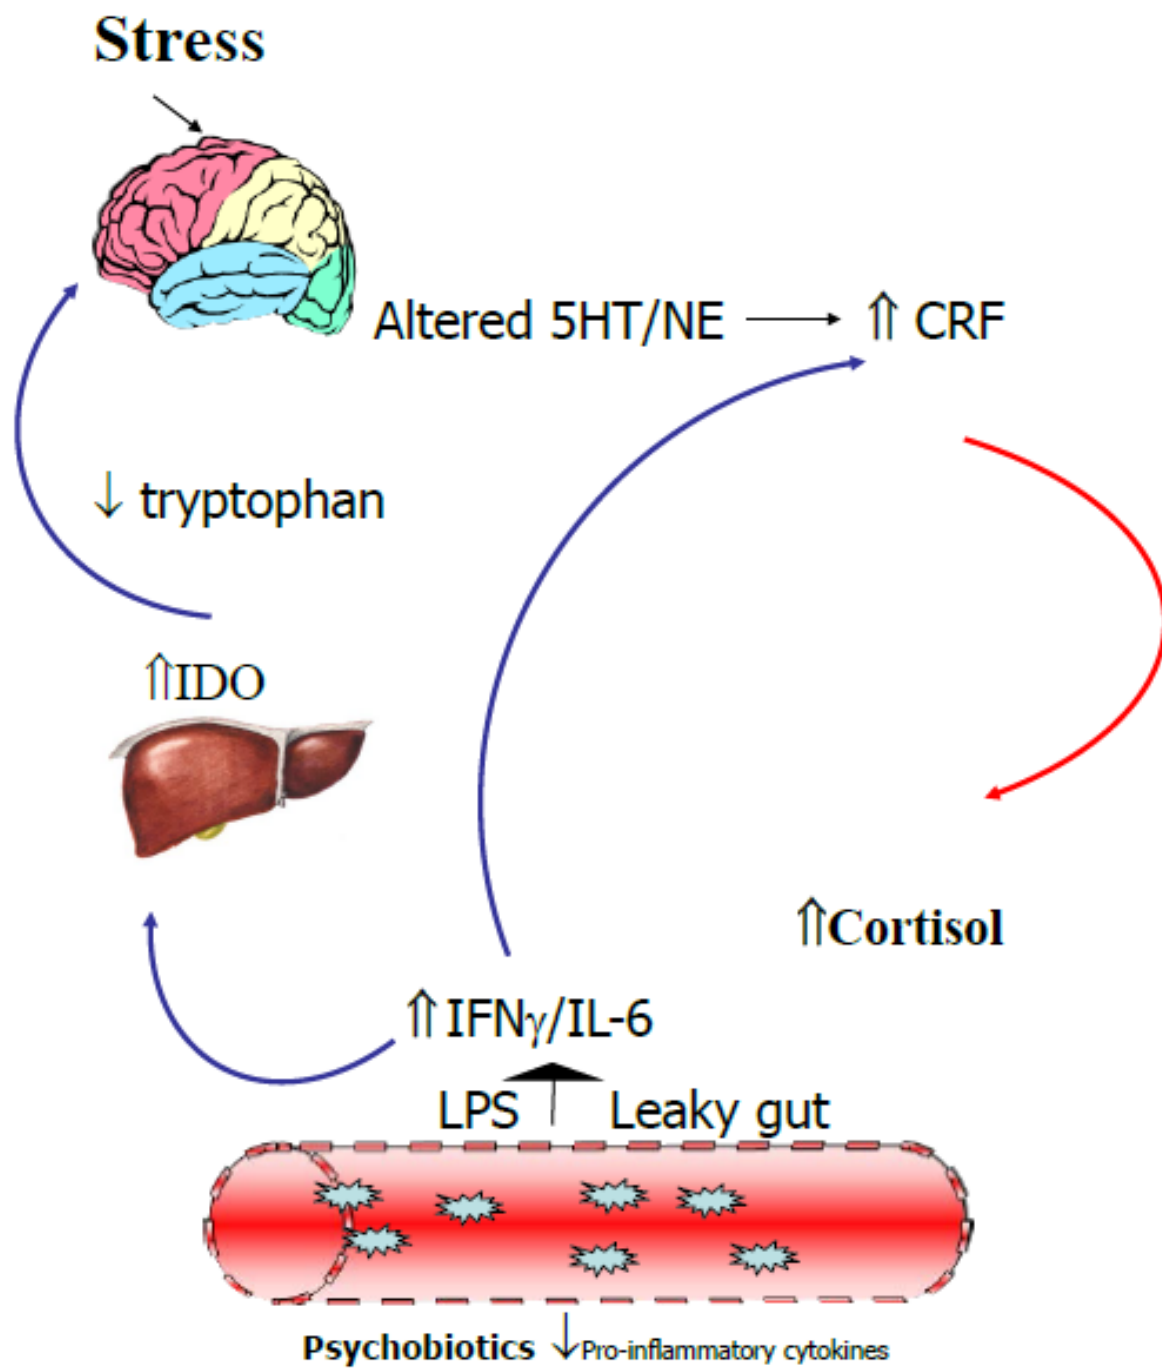 Stress
Altered 5HT/NE → ⇑ CRF
↓ tryptophan
⇑IDO
⇑Cortisol
⇑ IFNγ/IL-6
LPS Leaky gut
Psychobiotics ↓Pro-inflammatory cytokines